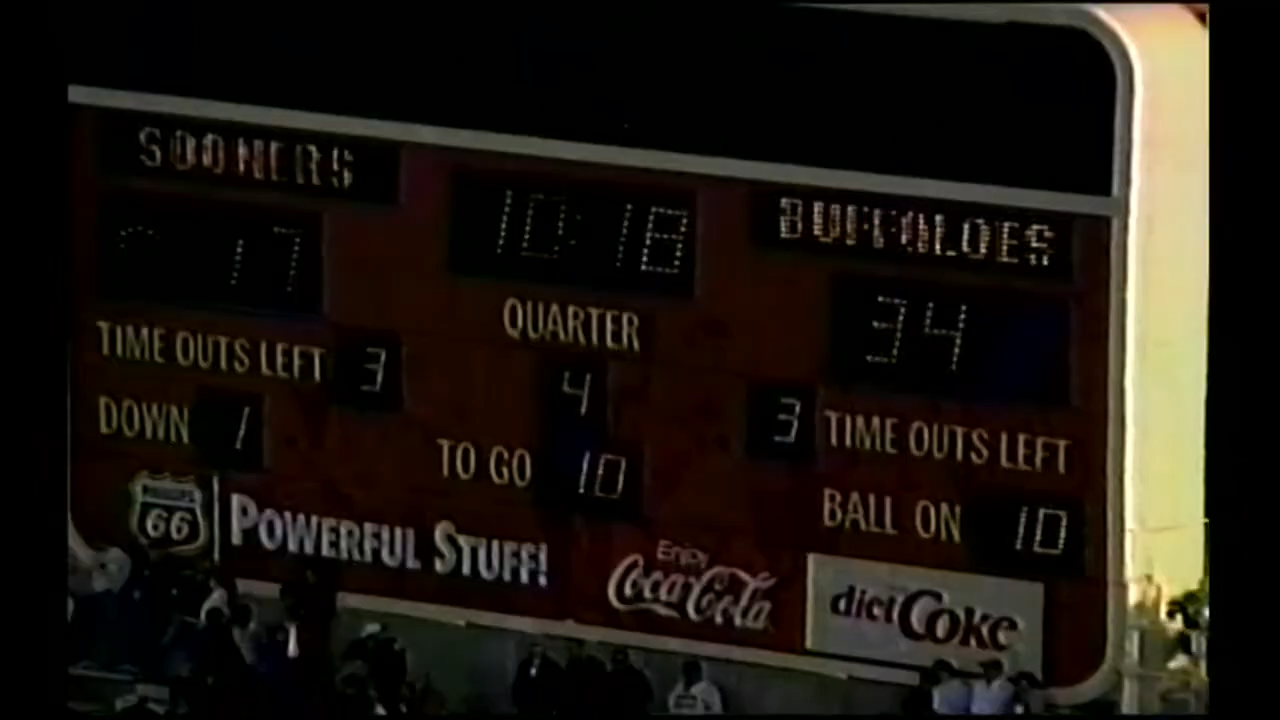 SOONERS
10:18
BUFFALOES
17
34
QUARTER
4
TIME OUTS LEFT 3
3 TIME OUTS LEFT
DOWN 1
TO GO 10
BALL ON 10
PHILLIPS
66
POWERFUL STUFF!
Enjoy
Coca-Cola
diet Coke